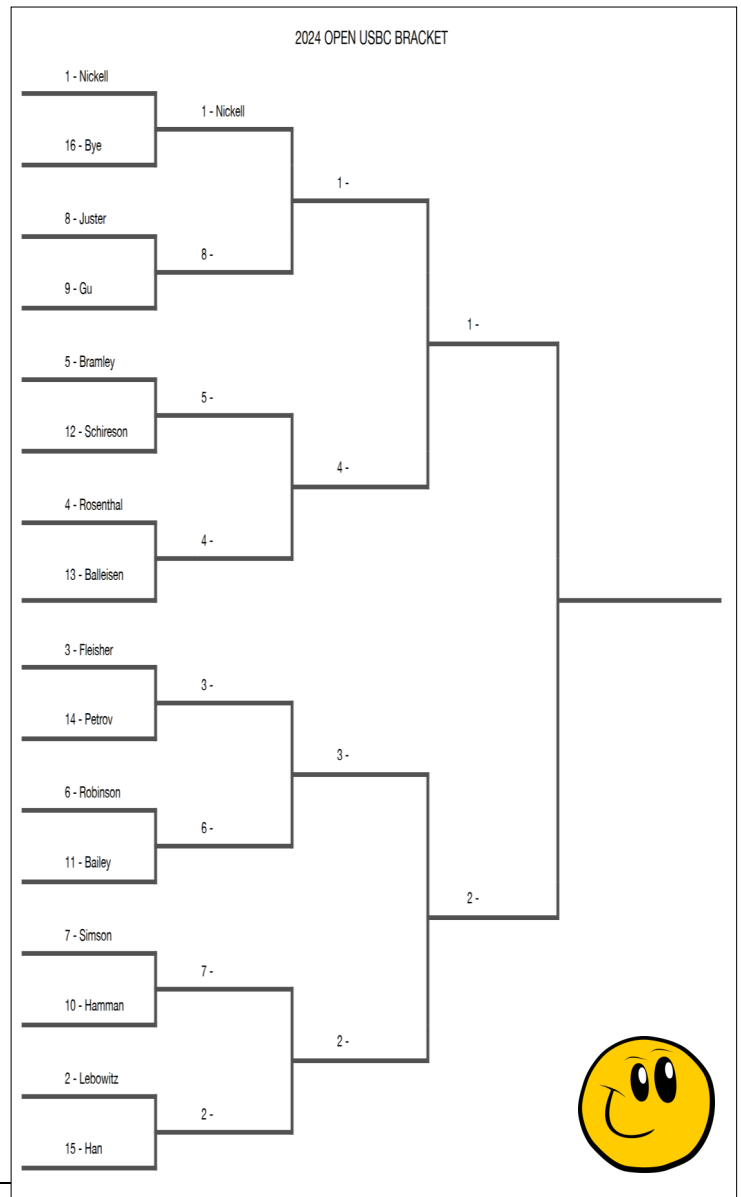 2024 OPEN USBC BRACKET
1 - Nickell
1 - Nickell
16 - Bye
1 -
8 - Juster
8 -
9 - Gu
1 -
5 - Bramley
5 -
12 - Schireson
4 -
4 - Rosenthal
4 -
13 - Balleisen
3 - Fleisher
3 -
14 - Petrov
3 -
6 - Robinson
6 -
11 - Bailey
2 -
7 - Simson
7 -
10 - Hamman
2 -
2 - Lebowitz
2 -
15 - Han